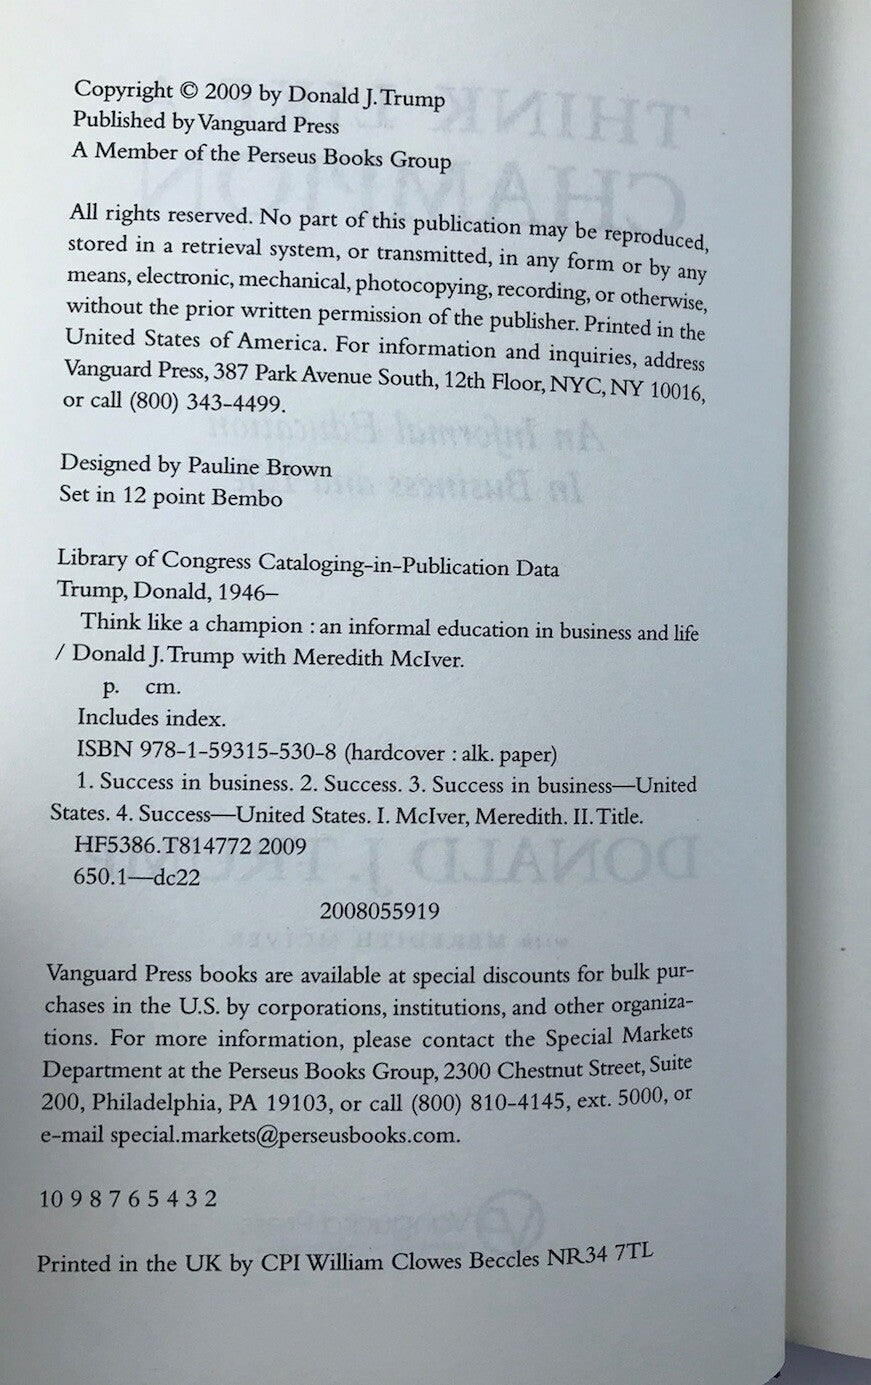 Copyright © 2009 by Donald J. Trump
Published by Vanguard Press
A Member of the Perseus Books Group
All rights reserved. No part of this publication may be reproduced,
stored in a retrieval system, or transmitted, in any form or by any
means, electronic, mechanical, photocopying, recording, or otherwise,
without the prior written permission of the publisher. Printed in the
United States of America. For information and inquiries, address
Vanguard Press, 387 Park Avenue South, 12th Floor, NYC, NY 10016,
or call (800) 343-4499.
Designed by Pauline Brown
Set in 12 point Bembo
Library of Congress Cataloging-in-Publication Data
Trump, Donald, 1946–
Think like a champion : an informal education in business and life
/ Donald J. Trump with Meredith McIver.
p. cm.
Includes index.
ISBN 978-1-59315-530-8 (hardcover : alk. paper)
1. Success in business. 2. Success. 3. Success in business—United
States. 4. Success—United States. I. McIver, Meredith. II. Title.
HF5386.T814772 2009
650.1—dc22
2008055919
Vanguard Press books are available at special discounts for bulk pur-
chases in the U.S. by corporations, institutions, and other organiza-
tions. For more information, please contact the Special Markets
Department at the Perseus Books Group, 2300 Chestnut Street, Suite
200, Philadelphia, PA 19103, or call (800) 810-4145, ext. 5000, or
e-mail special.markets@perseusbooks.com.
10 9 8 7 6 5 4 3 2
Printed in the UK by CPI William Clowes Beccles NR34 7TL